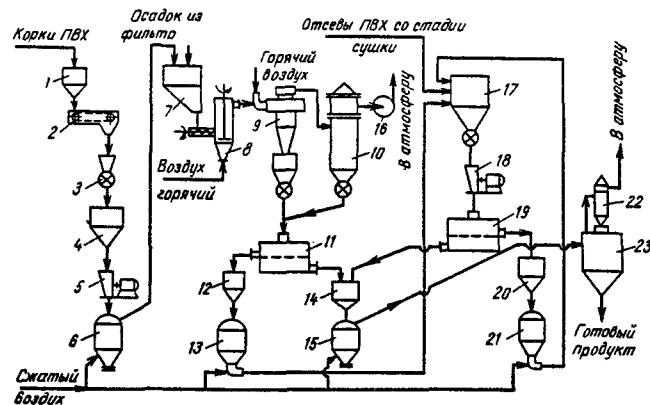 Корки ПВХ
Осадок из
фильто
Отсевы ПВХ со стадии
сушки
Горячий
воздух
В атмосферу
В атмосферу
Воздух
горячий
Сжатый
воздух
Готовый
продукт
1
2
3
4
5
6
7
8
9
10
11
12
13
14
15
16
17
18
19
20
21
22
23